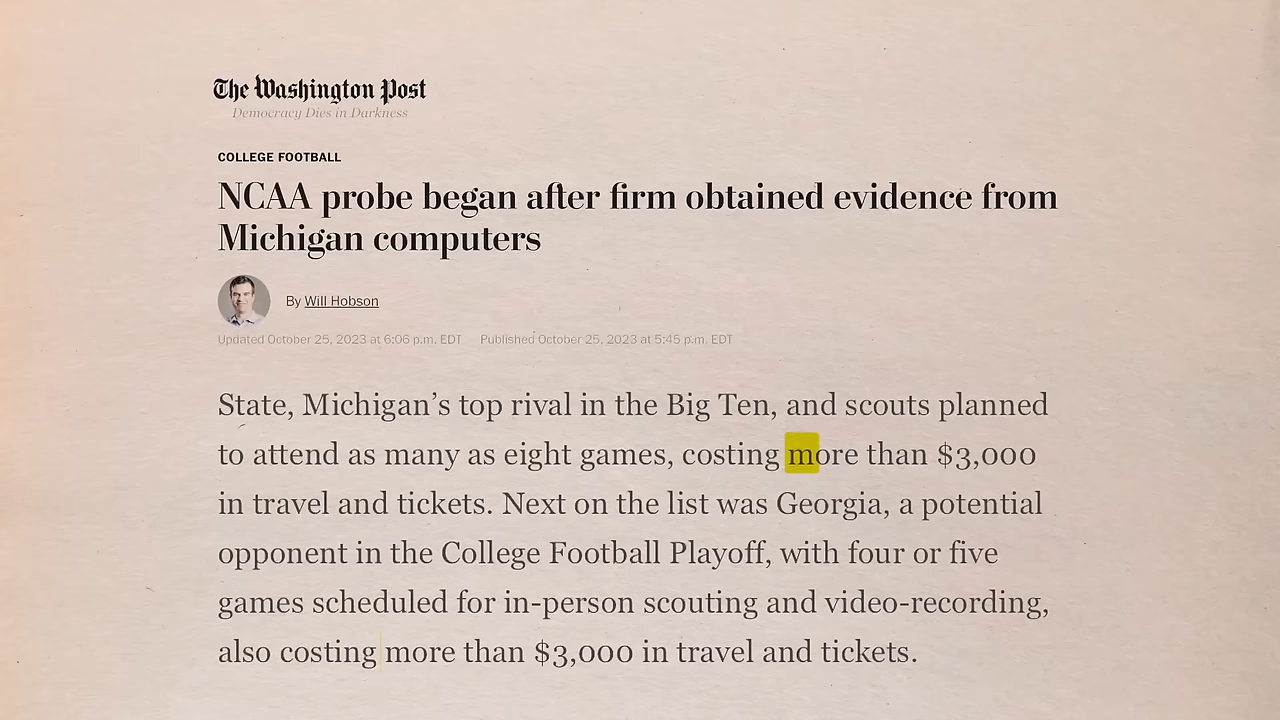 The Washington Post
Democracy Dies in Darkness
COLLEGE FOOTBALL
NCAA probe began after firm obtained evidence from
Michigan computers
By Will Hobson
Updated October 25, 2023 at 6:06 p.m. EDT Published October 25, 2023 at 5:45 p.m. EDT
State, Michigan’s top rival in the Big Ten, and scouts planned
to attend as many as eight games, costing more than $3,000
in travel and tickets. Next on the list was Georgia, a potential
opponent in the College Football Playoff, with four or five
games scheduled for in-person scouting and video-recording,
also costing more than $3,000 in travel and tickets.